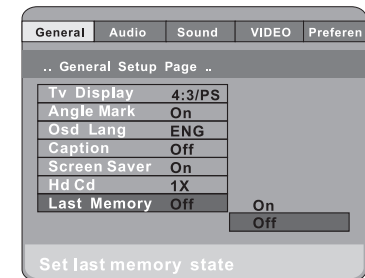 General Audio Sound VIDEO Preferen
.. General Setup Page ..
Tv Display 4:3/PS
Angle Mark On
Osd Lang ENG
Caption Off
Screen Saver On
Hd Cd 1X
Last Memory Off On
Off
Set last memory state